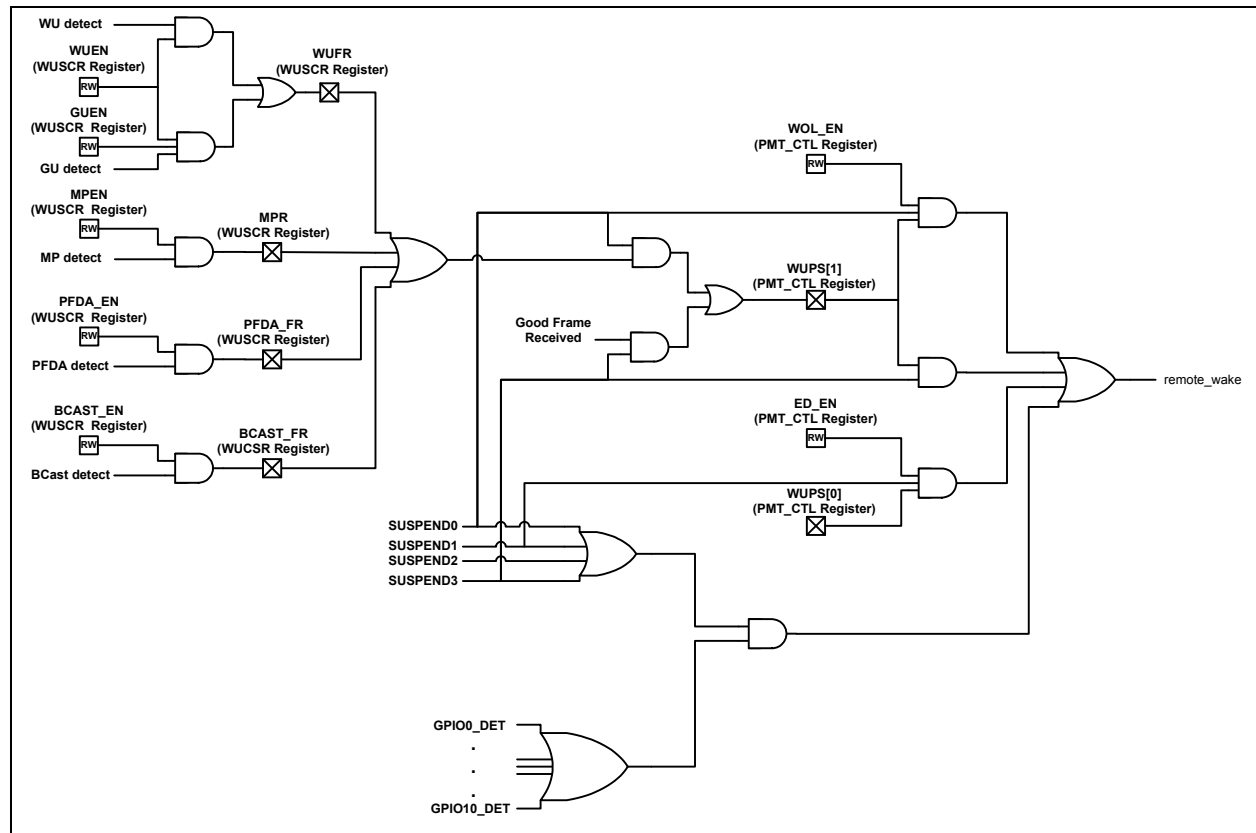 WU detect
WUEN
(WUSCR Register)
RW
GUEN
(WUSCR Register)
RW
GU detect
WUFR
(WUSCR Register)
MPEN
(WUSCR Register)
RW
MP detect
MPR
(WUSCR Register)
PFDA_EN
(WUSCR Register)
RW
PFDA detect
PFDA_FR
(WUSCR Register)
BCAST_EN
(WUSCR Register)
RW
BCast detect
BCAST_FR
(WUCSR Register)
WOL_EN
(PMT_CTL Register)
RW
WUPS[1]
(PMT_CTL Register)
Good Frame
Received
ED_EN
(PMT_CTL Register)
RW
WUPS[0]
(PMT_CTL Register)
remote_wake
SUSPEND0
SUSPEND1
SUSPEND2
SUSPEND3
GPIO0_DET
.
.
.
GPIO10_DET